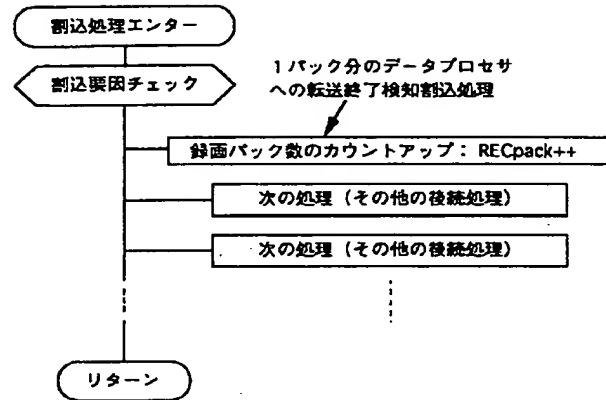 割込処理エンター
割込要因チェック
1パック分のデータプロセサ
への転送終了検知割込処理
録画パック数のカウントアップ： RECpack++
次の処理（その他の後続処理）
次の処理（その他の後続処理）
リターン